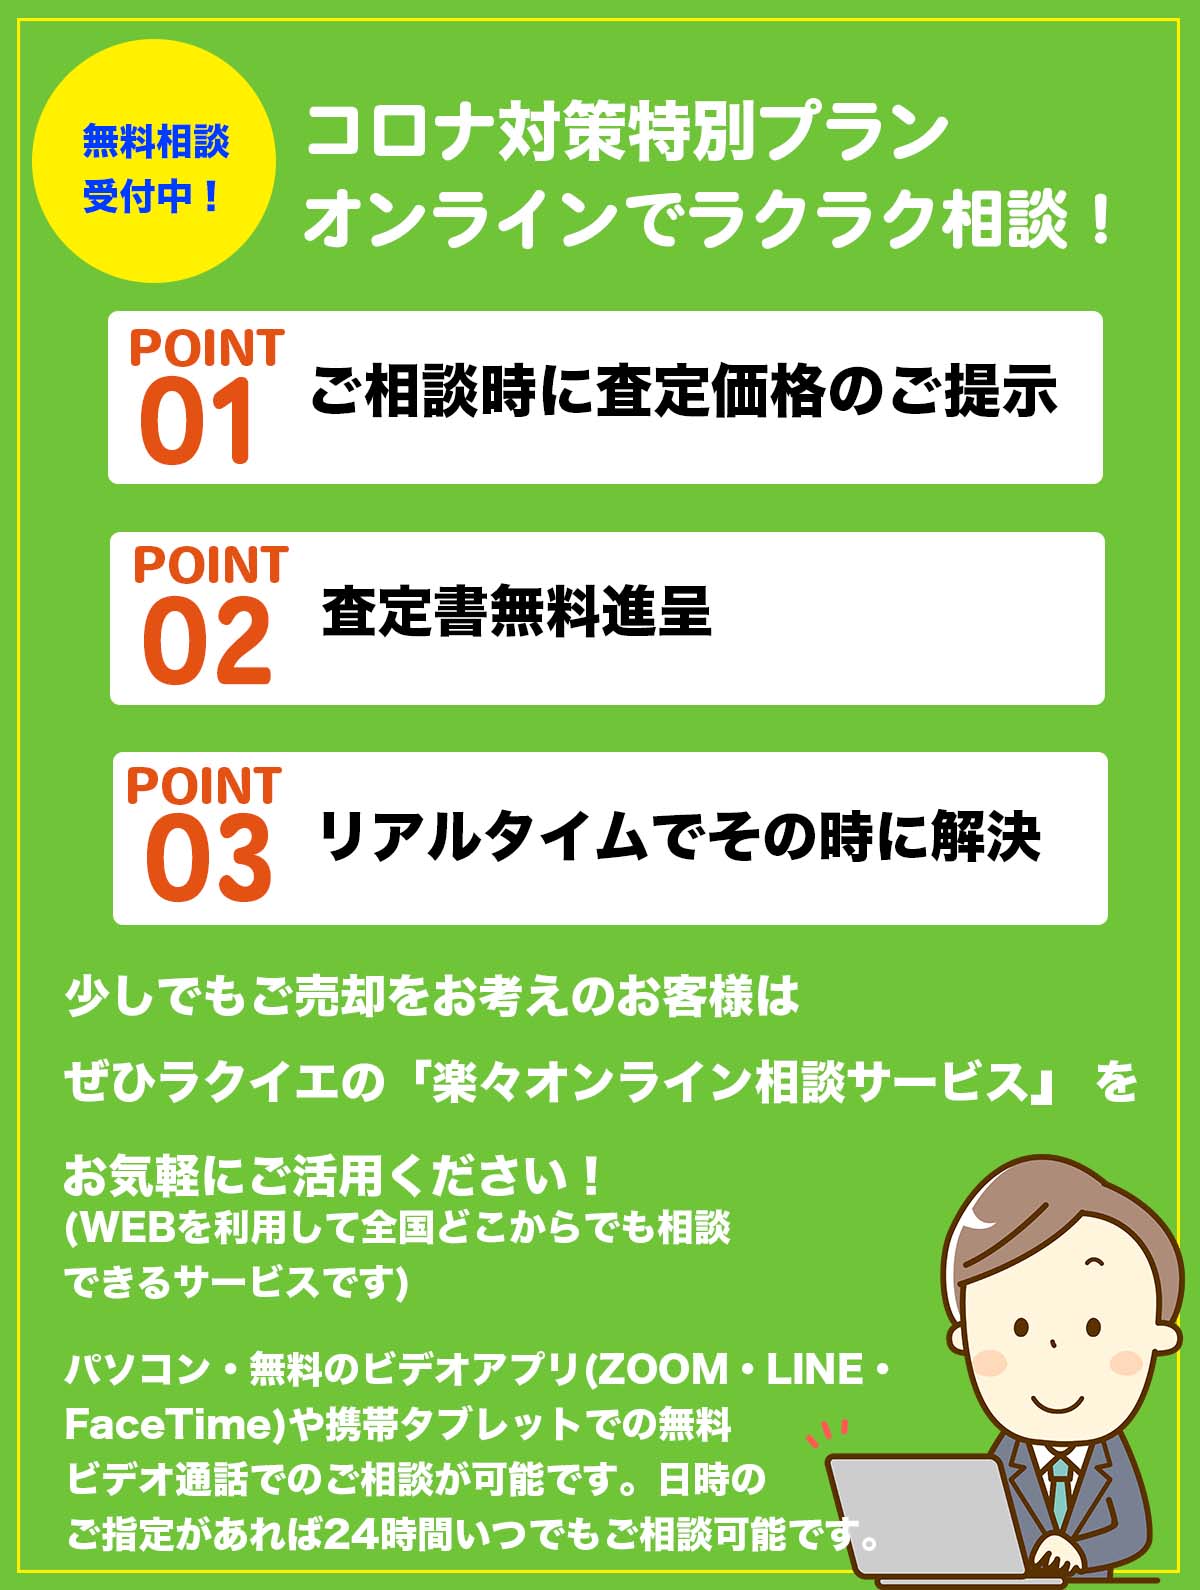 無料相談
受付中！
コロナ対策特別プラン
オンラインでラクラク相談！
POINT
01
ご相談時に査定価格のご提示
POINT
02
査定書無料進呈
POINT
03
リアルタイムでその時に解決
少しでもご売却をお考えのお客様は
ぜひラクイエの「楽々オンライン相談サービス」 を
お気軽にご活用ください！
(WEBを利用して全国どこからでも相談
できるサービスです)
パソコン・無料のビデオアプリ(ZOOM・LINE・
FaceTime)や携帯タブレットでの無料
ビデオ通話でのご相談が可能です。日時の
ご指定があれば24時間いつでもご相談可能です。